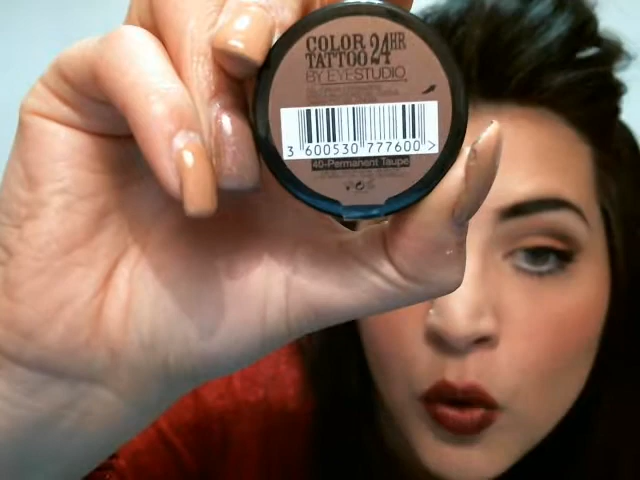 COLOR
TATTOO 24HR
BY EYESTUDIO
3 600530 777600 >
40-Permanent Taupe